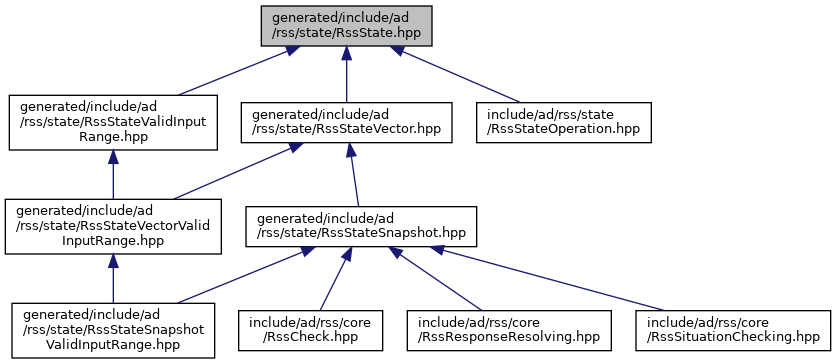 generated/include/ad
/rss/state/RssState.hpp
generated/include/ad
/rss/state/RssStateValidInput
Range.hpp
generated/include/ad
/rss/state/RssStateVector.hpp
include/ad/rss/state
/RssStateOperation.hpp
generated/include/ad
/rss/state/RssStateVectorValid
InputRange.hpp
generated/include/ad
/rss/state/RssStateSnapshot.hpp
generated/include/ad
/rss/state/RssStateSnapshot
ValidInputRange.hpp
include/ad/rss/core
/RssCheck.hpp
include/ad/rss/core
/RssResponseResolving.hpp
include/ad/rss/core
/RssSituationChecking.hpp